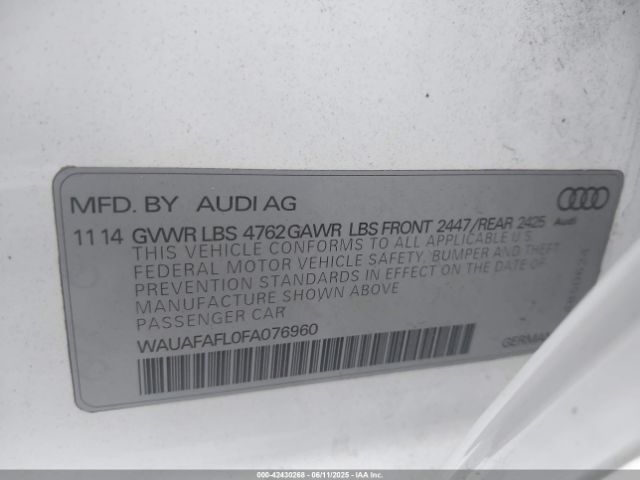 MFD. BY AUDI AG
11 14 GVWR LBS 4762 GAWR LBS FRONT 2447/REAR 2425
Audi
THIS VEHICLE CONFORMS TO ALL APPLICABLE U.S.
FEDERAL MOTOR VEHICLE SAFETY, BUMPER AND THEFT
PREVENTION STANDARDS IN EFFECT ON THE DATE OF
MANUFACTURE SHOWN ABOVE
PASSENGER CAR
WAUAFAFL0FA076960
GERMAN
000-42430268 - 06/11/2025 - IAA Inc.